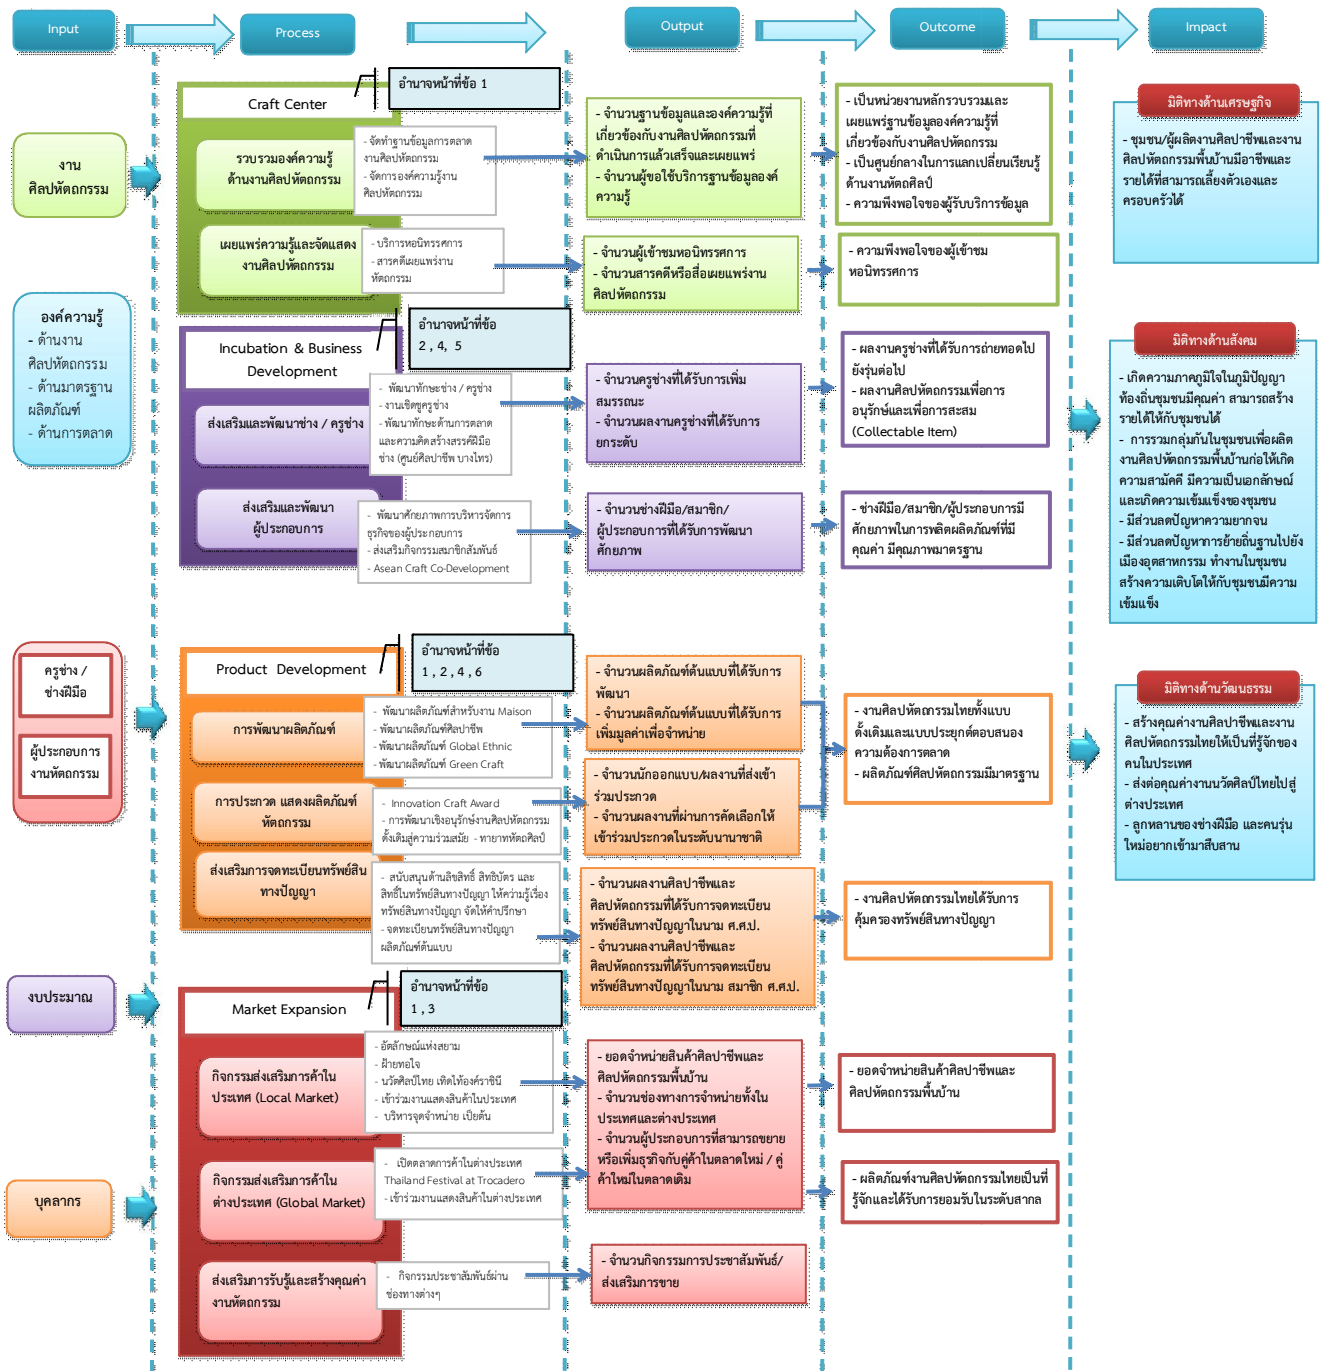 Input
Process
Output
Outcome
Impact
งาน
ศิลปหัตถกรรม
องค์ความรู้
- ด้านงาน
ศิลปหัตถกรรม
- ด้านมาตรฐาน
ผลิตภัณฑ์
- ด้านการตลาด
ครูช่าง /
ช่างฝีมือ
ผู้ประกอบการ
งานหัตถกรรม
งบประมาณ
บุคลากร
อำนาจหน้าที่ข้อ 1
Craft Center
รวบรวมองค์ความรู้
ด้านงานศิลปหัตถกรรม
- จัดทำฐานข้อมูลการตลาด
งานศิลปหัตถกรรม
- จัดการองค์ความรู้งาน
ศิลปหัตถกรรม
เผยแพร่ความรู้และจัดแสดง
งานศิลปหัตถกรรม
- บริการหอนิทรรศการ
- สารคดีเผยแพร่งาน
หัตถกรรม
อำนาจหน้าที่ข้อ
2 , 4, 5
Incubation & Business
Development
ส่งเสริมและพัฒนาช่าง / ครูช่าง
- พัฒนาทักษะช่าง / ครูช่าง
- งานเชิดชูครูช่าง
- พัฒนาทักษะด้านการตลาด
และความคิดสร้างสรรค์ฝีมือ
ช่าง (ศูนย์ศิลปาชีพ บางไทร)
ส่งเสริมและพัฒนา
ผู้ประกอบการ
- พัฒนาศักยภาพการบริหารจัดการ
ธุรกิจของผู้ประกอบการ
- ส่งเสริมกิจกรรมสมาชิกสัมพันธ์
- Asean Craft Co-Development
อำนาจหน้าที่ข้อ
1 , 2 , 4 , 6
Product Development
การพัฒนาผลิตภัณฑ์
- พัฒนาผลิตภัณฑ์สำหรับงาน Maison
- พัฒนาผลิตภัณฑ์ศิลปาชีพ
- พัฒนาผลิตภัณฑ์ Global Ethnic
- พัฒนาผลิตภัณฑ์ Green Craft
การประกวด แสดงผลิตภัณฑ์
หัตถกรรม
- Innovation Craft Award
- การพัฒนาเชิงอนุรักษ์งานศิลปหัตถกรรม
ดั้งเดิมสู่ความร่วมสมัย - ทายาทหัตถศิลป์
ส่งเสริมการจดทะเบียนทรัพย์สิน
ทางปัญญา
- สนับสนุนด้านลิขสิทธิ์ สิทธิบัตร และ
สิทธิ์ในทรัพย์สินทางปัญญา ให้ความรู้เรื่อง
ทรัพย์สินทางปัญญา จัดให้คำปรึกษา
- จดทะเบียนทรัพย์สินทางปัญญา
ผลิตภัณฑ์ต้นแบบ
อำนาจหน้าที่ข้อ
1 , 3
Market Expansion
กิจกรรมส่งเสริมการค้าใน
ประเทศ (Local Market)
- อัตลักษณ์แห่งสยาม
- ฝ้ายทอใจ
- นวัตศิลป์ไทย เทิดไท้องค์ราชินี
- เข้าร่วมงานแสดงสินค้าในประเทศ
- บริหารจุดจำหน่าย เป็นต้น
กิจกรรมส่งเสริมการค้าใน
ต่างประเทศ (Global Market)
- เปิดตลาดการค้าในต่างประเทศ
Thailand Festival at Trocadero
- เข้าร่วมงานแสดงสินค้าในต่างประเทศ
ส่งเสริมการรับรู้และสร้างคุณค่า
งานหัตถกรรม
- กิจกรรมประชาสัมพันธ์ผ่าน
ช่องทางต่างๆ
- จำนวนฐานข้อมูลและองค์ความรู้ที่
เกี่ยวข้องกับงานศิลปหัตถกรรมที่
ดำเนินการแล้วเสร็จและเผยแพร่
- จำนวนผู้ขอใช้บริการฐานข้อมูลองค์
ความรู้
- จำนวนผู้เข้าชมหอนิทรรศการ
- จำนวนสารคดีหรือสื่อเผยแพร่งาน
ศิลปหัตถกรรม
- จำนวนครูช่างที่ได้รับการเพิ่ม
สมรรถนะ
- จำนวนผลงานครูช่างที่ได้รับการ
ยกระดับ
- จำนวนช่างฝีมือ/สมาชิก/
ผู้ประกอบการที่ได้รับการพัฒนา
ศักยภาพ
- จำนวนผลิตภัณฑ์ต้นแบบที่ได้รับการ
พัฒนา
- จำนวนผลิตภัณฑ์ต้นแบบที่ได้รับการ
เพิ่มมูลค่าเพื่อจำหน่าย
- จำนวนนักออกแบบ/ผลงานที่ส่งเข้า
ร่วมประกวด
- จำนวนผลงานที่ผ่านการคัดเลือกให้
เข้าร่วมประกวดในระดับนานาชาติ
- จำนวนผลงานศิลปาชีพและ
ศิลปหัตถกรรมที่ได้รับการจดทะเบียน
ทรัพย์สินทางปัญญาในนาม ศ.ศ.ป.
- จำนวนผลงานศิลปาชีพและ
ศิลปหัตถกรรมที่ได้รับการจดทะเบียน
ทรัพย์สินทางปัญญาในนาม สมาชิก ศ.ศ.ป.
- ยอดจำหน่ายสินค้าศิลปาชีพและ
ศิลปหัตถกรรมพื้นบ้าน
- จำนวนช่องทางการจำหน่ายทั้งใน
ประเทศและต่างประเทศ
- จำนวนผู้ประกอบการที่สามารถขยาย
หรือเพิ่มธุรกิจกับคู่ค้าในตลาดใหม่ / คู่
ค้าใหม่ในตลาดเดิม
- จำนวนกิจกรรมการประชาสัมพันธ์/
ส่งเสริมการขาย
- เป็นหน่วยงานหลักรวบรวมและ
เผยแพร่ฐานข้อมูลองค์ความรู้ที่
เกี่ยวข้องกับงานศิลปหัตถกรรม
- เป็นศูนย์กลางในการแลกเปลี่ยนเรียนรู้
ด้านงานหัตถศิลป์
- ความพึงพอใจของผู้รับบริการข้อมูล
- ความพึงพอใจของผู้เข้าชม
หอนิทรรศการ
- ผลงานครูช่างที่ได้รับการถ่ายทอดไป
ยังรุ่นต่อไป
- ผลงานศิลปหัตถกรรมเพื่อการ
อนุรักษ์และเพื่อการสะสม
(Collectable Item)
- ช่างฝีมือ/สมาชิก/ผู้ประกอบการมี
ศักยภาพในการผลิตผลิตภัณฑ์ที่มี
คุณค่า มีคุณภาพมาตรฐาน
- งานศิลปหัตถกรรมไทยทั้งแบบ
ดั้งเดิมและแบบประยุกต์ตอบสนอง
ความต้องการตลาด
- ผลิตภัณฑ์ศิลปหัตถกรรมมีมาตรฐาน
- งานศิลปหัตถกรรมไทยได้รับการ
คุ้มครองทรัพย์สินทางปัญญา
- ยอดจำหน่ายสินค้าศิลปาชีพและ
ศิลปหัตถกรรมพื้นบ้าน
- ผลิตภัณฑ์งานศิลปหัตถกรรมไทยเป็นที่
รู้จักและได้รับการยอมรับในระดับสากล
มิติทางด้านเศรษฐกิจ
- ชุมชน/ผู้ผลิตงานศิลปาชีพและงาน
ศิลปหัตถกรรมพื้นบ้านมีอาชีพและ
รายได้ที่สามารถเลี้ยงตัวเองและ
ครอบครัวได้
มิติทางด้านสังคม
- เกิดความภาคภูมิใจในภูมิปัญญา
ท้องถิ่นชุมชนมีคุณค่า สามารถสร้าง
รายได้ให้กับชุมชนได้
- การรวมกลุ่มกันในชุมชนเพื่อผลิต
งานศิลปหัตถกรรมพื้นบ้านก่อให้เกิด
ความสามัคคี มีความเป็นเอกลักษณ์
และเกิดความเข้มแข็งของชุมชน
- มีส่วนลดปัญหาความยากจน
- มีส่วนลดปัญหาการย้ายถิ่นฐานไปยัง
เมืองอุตสาหกรรม ทำงานในชุมชน
สร้างความเติบโตให้กับชุมชนมีความ
เข้มแข็ง
มิติทางด้านวัฒนธรรม
- สร้างคุณค่างานศิลปาชีพและงาน
ศิลปหัตถกรรมไทยให้เป็นที่รู้จักของ
คนในประเทศ
- ส่งต่อคุณค่างานนวัตศิลป์ไทยไปสู่
ต่างประเทศ
- ลูกหลานของช่างฝีมือ และคนรุ่น
ใหม่อยากเข้ามาสืบสาน